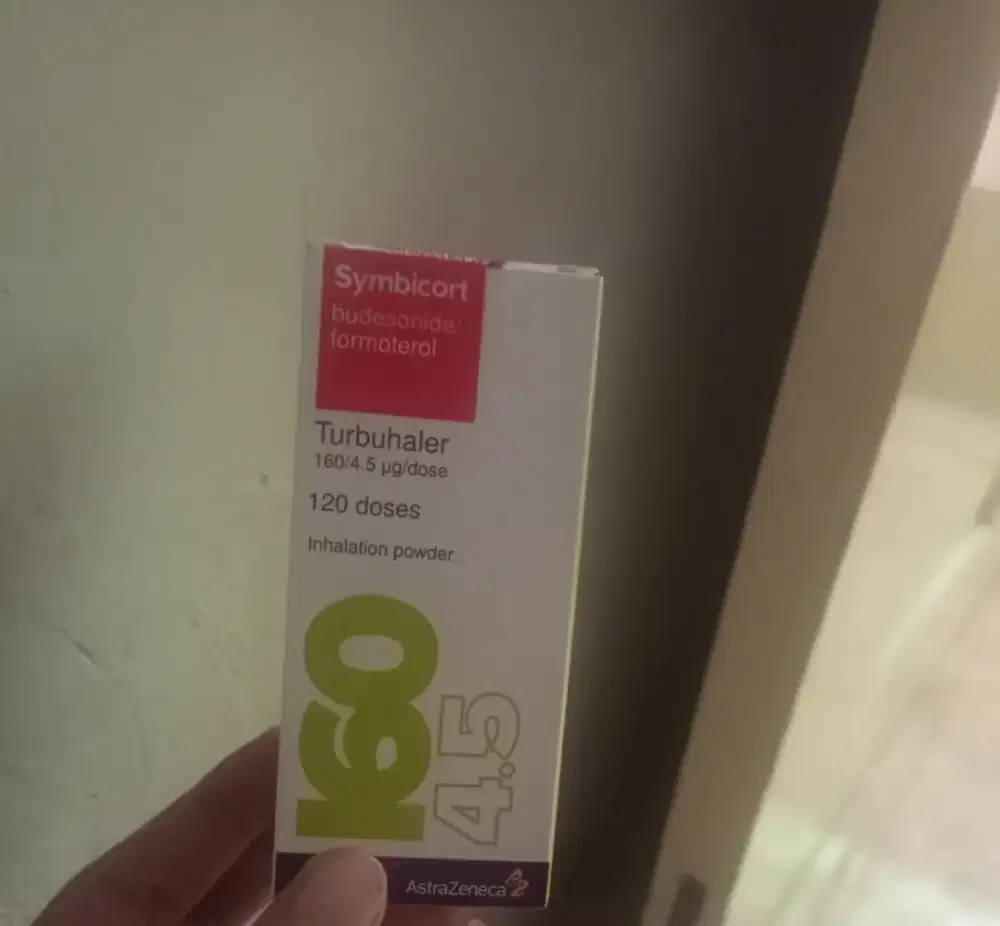 Symbicort
budesonide/
formoterol
Turbuhaler
160/4.5 µg/dose
120 doses
Inhalation powder
160
4.5
AstraZeneca